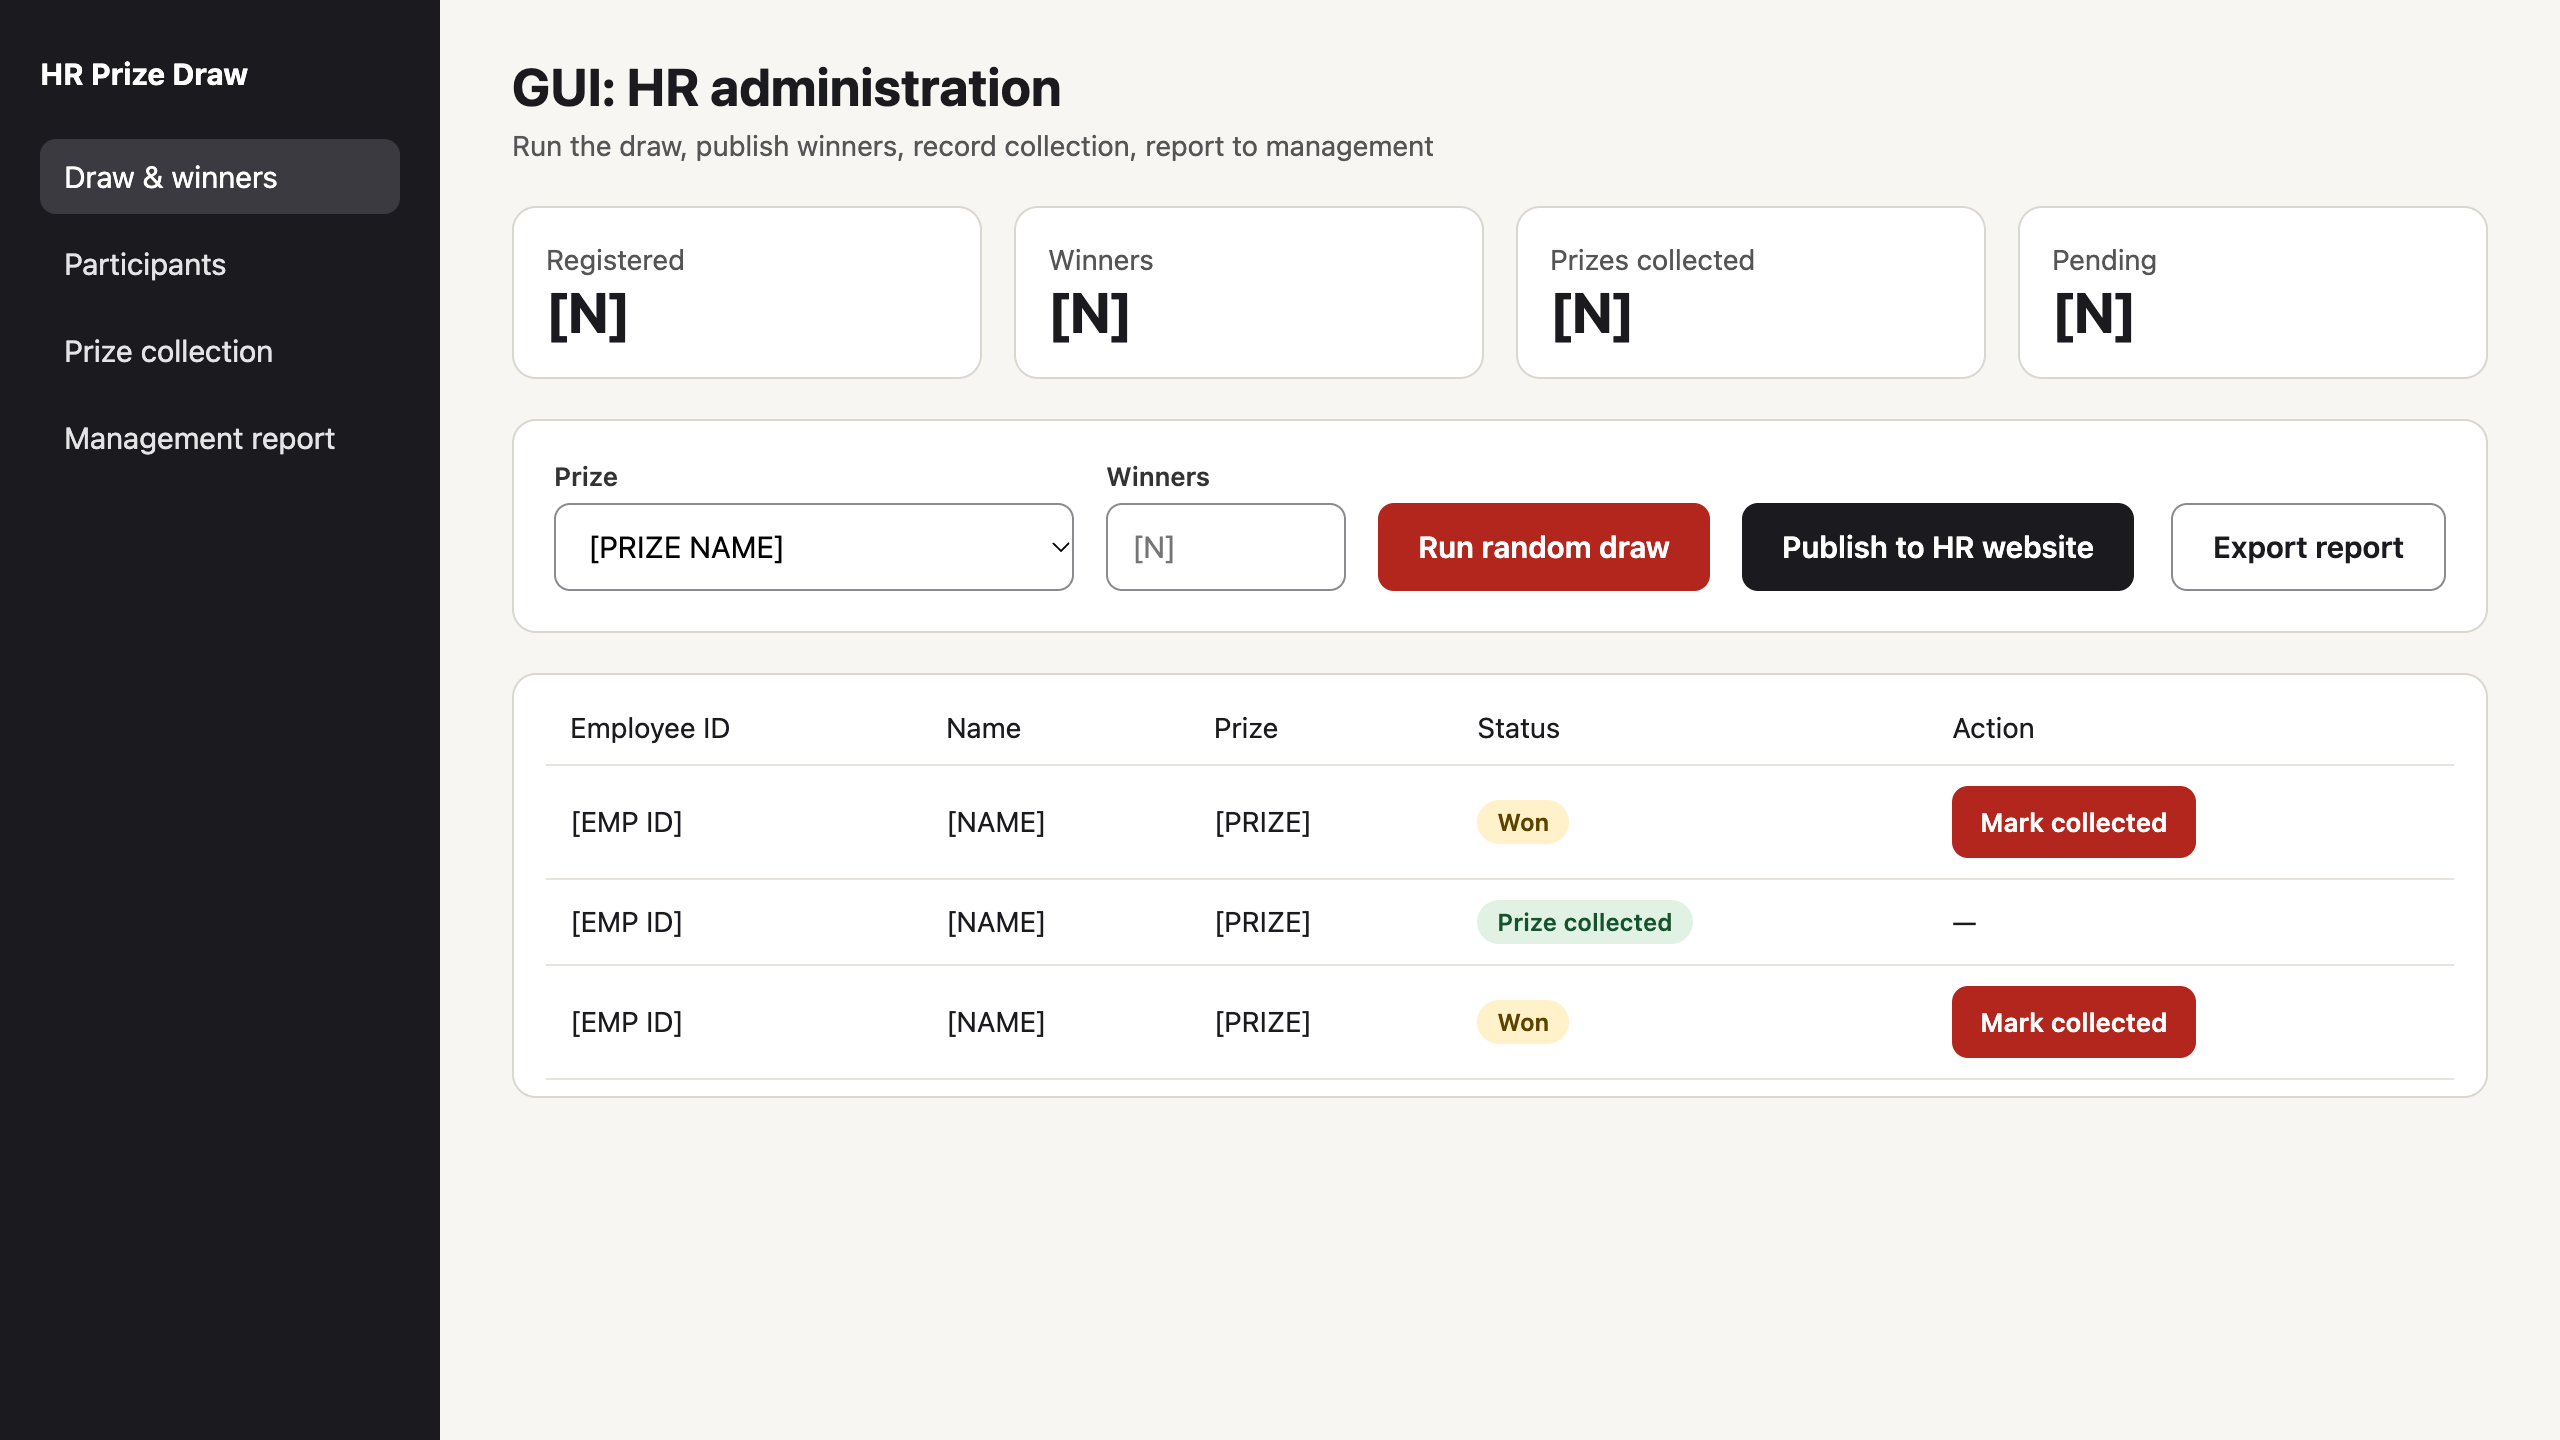 HR Prize Draw
Draw & winners
Participants
Prize collection
Management report
GUI: HR administration
Run the draw, publish winners, record collection, report to management
Registered
[N]
Winners
[N]
Prizes collected
[N]
Pending
[N]
Prize
[PRIZE NAME]
Winners
[N]
Run random draw
Publish to HR website
Export report
Employee ID Name Prize Status Action
[EMP ID] [NAME] [PRIZE] Won Mark collected
[EMP ID] [NAME] [PRIZE] Prize collected —
[EMP ID] [NAME] [PRIZE] Won Mark collected